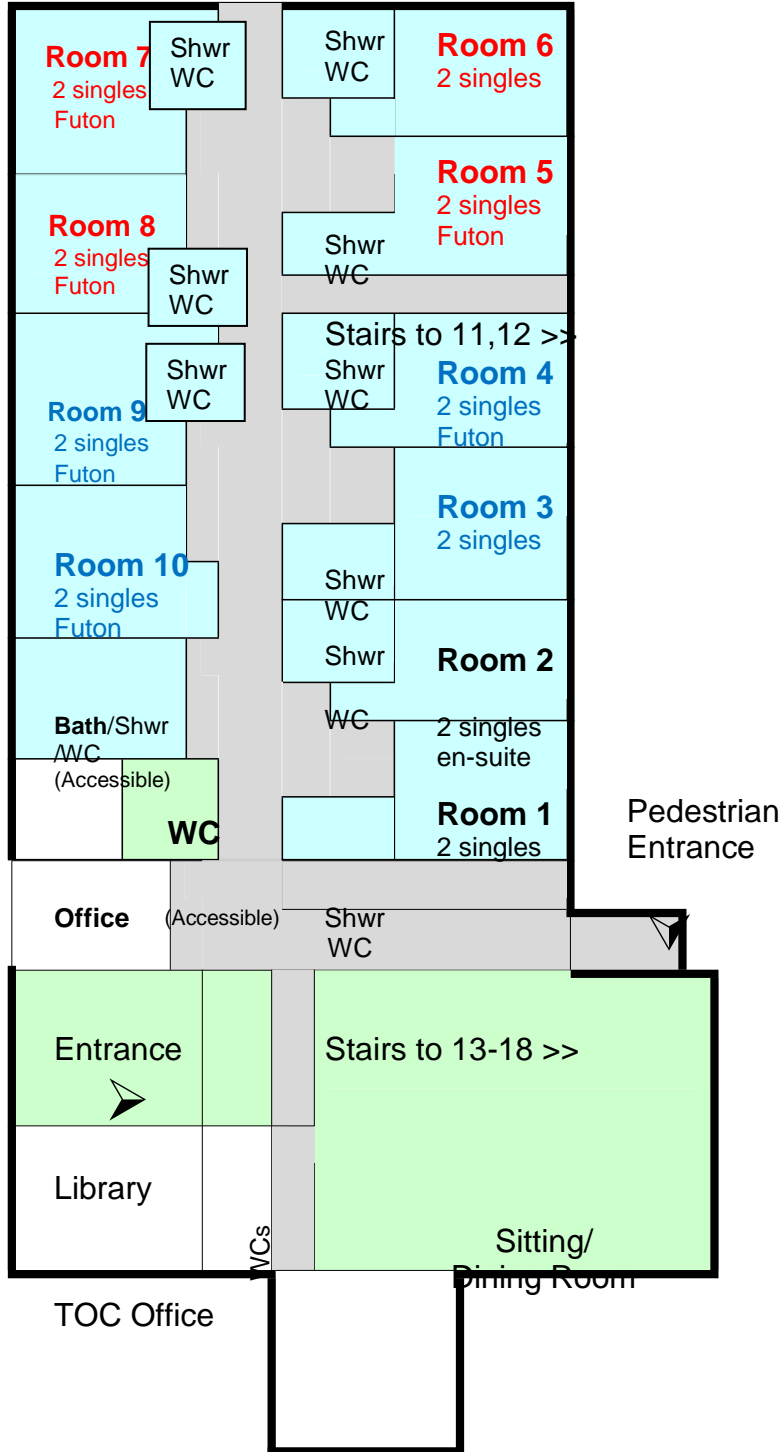 Room 7
2 singles
Futon
Shwr
WC
Shwr
WC
Room 6
2 singles
Room 5
2 singles
Futon
Shwr
WC
Room 8
2 singles
Futon
Shwr
WC
Stairs to 11,12 >>
Shwr
WC
Room 4
2 singles
Futon
Shwr
WC
Room 9
2 singles
Futon
Room 3
2 singles
Shwr
WC
Room 10
2 singles
Futon
Shwr
WC
Room 2
2 singles
en-suite
Bath/Shwr
/WC
(Accessible)
WC
Room 1
2 singles
Pedestrian
Entrance
Office
(Accessible)
Shwr
WC
Entrance
Stairs to 13-18 >>
Library
WCs
Sitting/
Dining Room
TOC Office